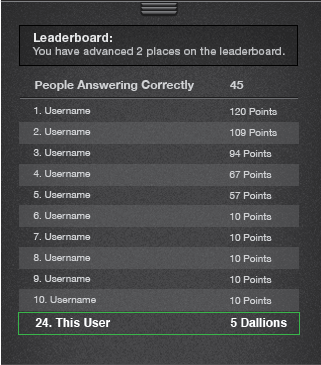 Leaderboard:
You have advanced 2 places on the leaderboard.
People Answering Correctly 45
1. Username 120 Points
2. Username 109 Points
3. Username 94 Points
4. Username 67 Points
5. Username 57 Points
6. Username 10 Points
7. Username 10 Points
8. Username 10 Points
9. Username 10 Points
10. Username 10 Points
24. This User 5 Dallions